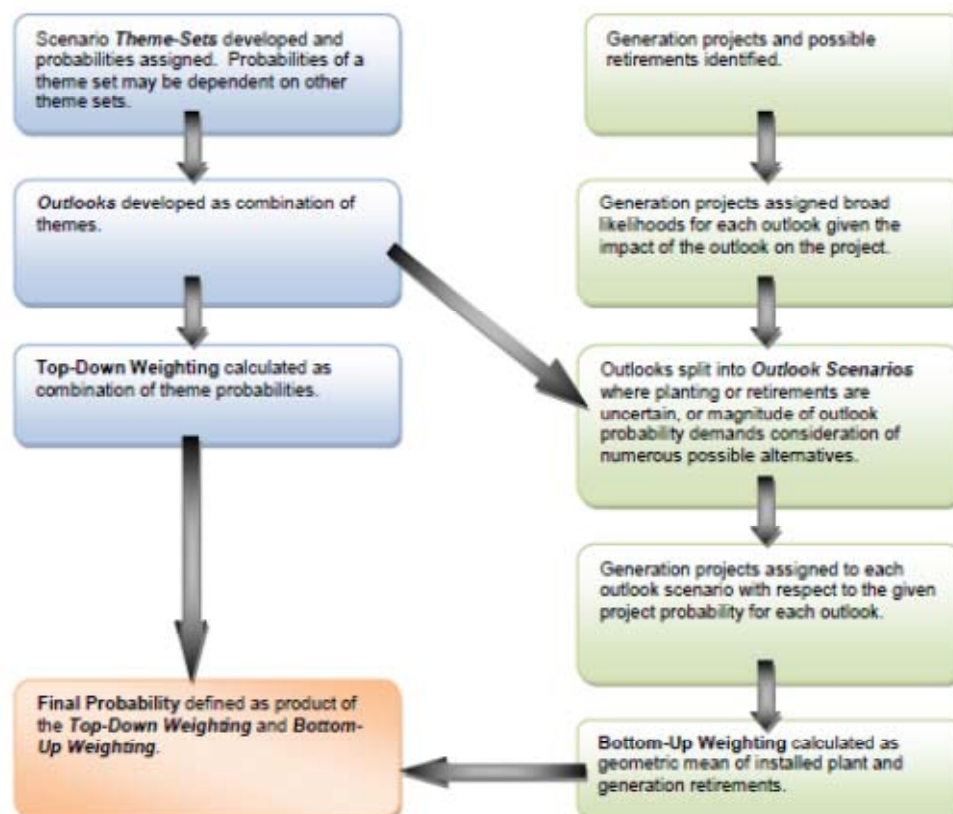 Scenario Theme-Sets developed and
probabilities assigned. Probabilities of a
theme set may be dependent on other
theme sets.
Outlooks developed as combination of
themes.
Top-Down Weighting calculated as
combination of theme probabilities.
Final Probability defined as product of
the Top-Down Weighting and Bottom-
Up Weighting.
Generation projects and possible
retirements identified.
Generation projects assigned broad
likelihoods for each outlook given the
impact of the outlook on the project.
Outlooks split into Outlook Scenarios
where planting or retirements are
uncertain, or magnitude of outlook
probability demands consideration of
numerous possible alternatives.
Generation projects assigned to each
outlook scenario with respect to the given
project probability for each outlook.
Bottom-Up Weighting calculated as
geometric mean of installed plant and
generation retirements.